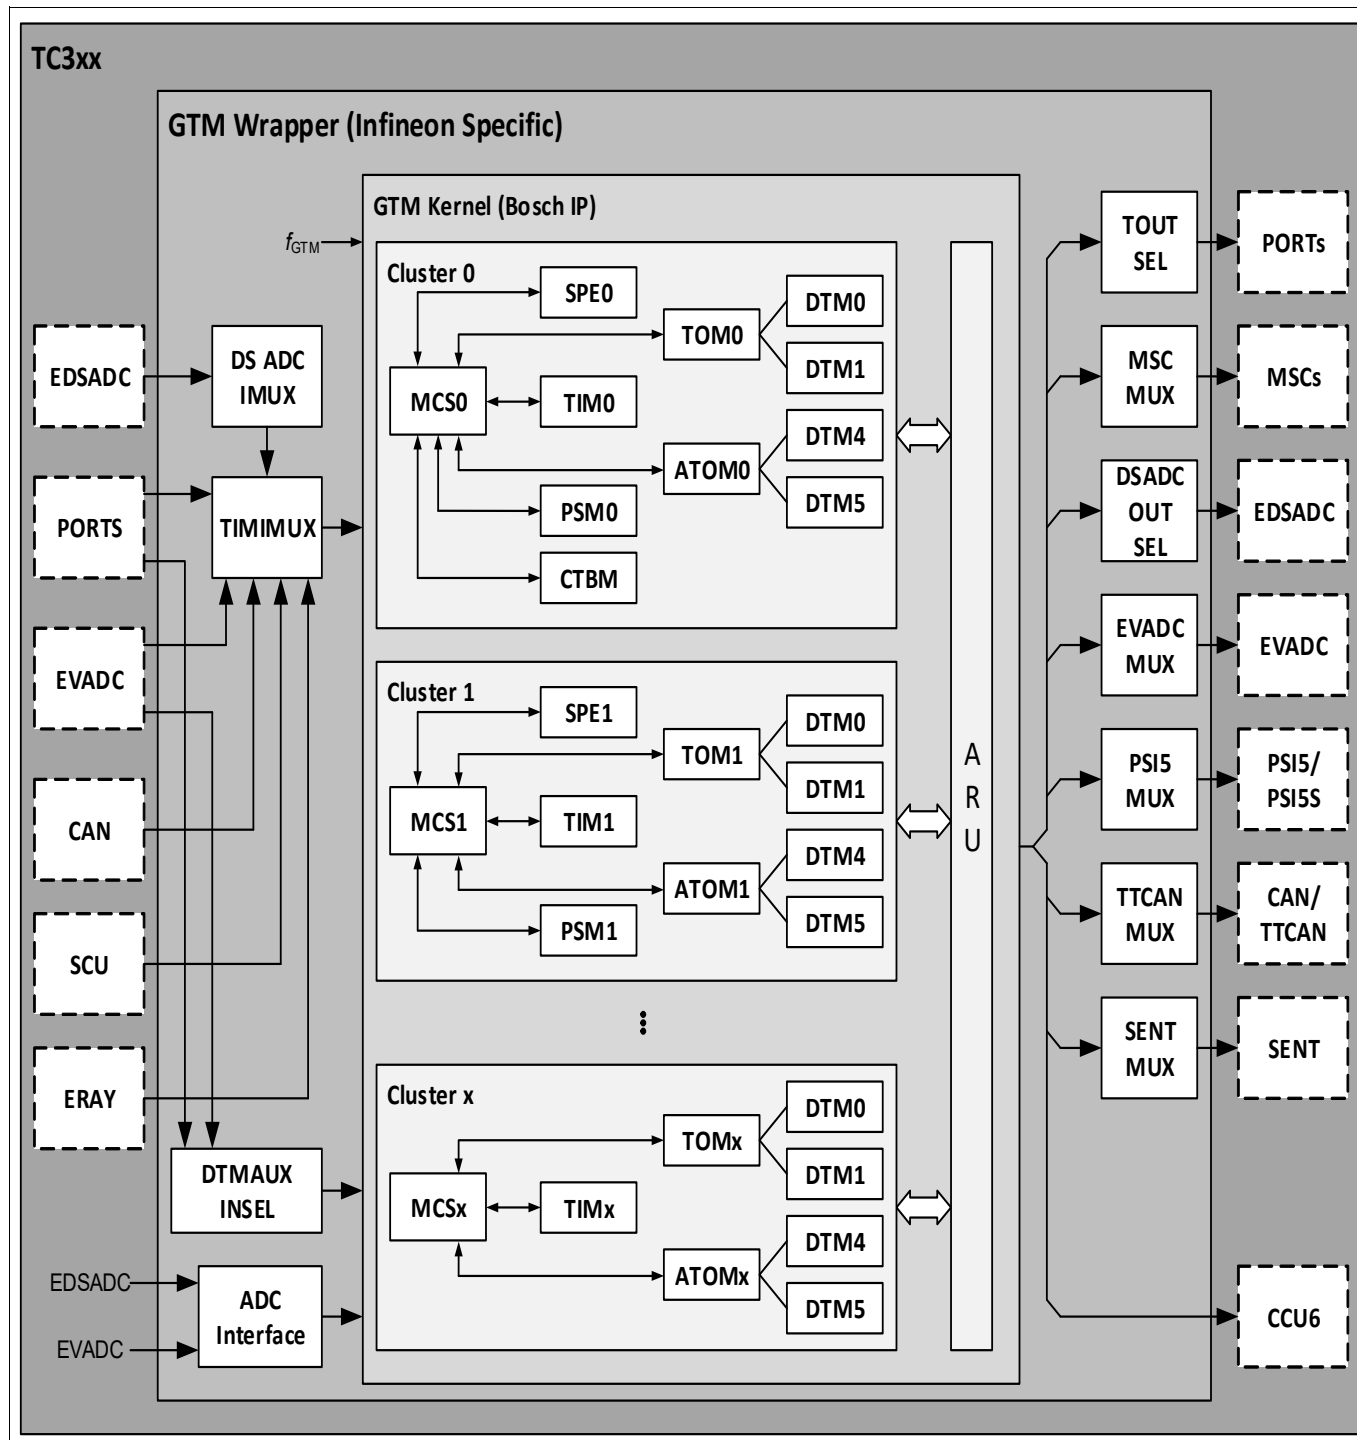 TC3xx
GTM Wrapper (Infineon Specific)
GTM Kernel (Bosch IP)
fGTM
Cluster 0
SPE0
TOM0
DTM0
DTM1
MCS0
TIM0
ATOM0
DTM4
DTM5
PSM0
CTBM
Cluster 1
SPE1
TOM1
DTM0
DTM1
MCS1
TIM1
ATOM1
DTM4
DTM5
PSM1
Cluster x
TOMx
DTM0
DTM1
MCSx
TIMx
ATOMx
DTM4
DTM5
A
R
U
EDSADC
DS ADC
IMUX
PORTS
TIMIMUX
EVADC
CAN
SCU
ERAY
DTMAUX
INSEL
EDSADC
EVADC
ADC
Interface
TOUT
SEL
PORTs
MSC
MUX
MSCs
DSADC
OUT
SEL
EDSADC
EVADC
MUX
EVADC
PSI5
MUX
PSI5/
PSI5S
TTCAN
MUX
CAN/
TTCAN
SENT
MUX
SENT
CCU6